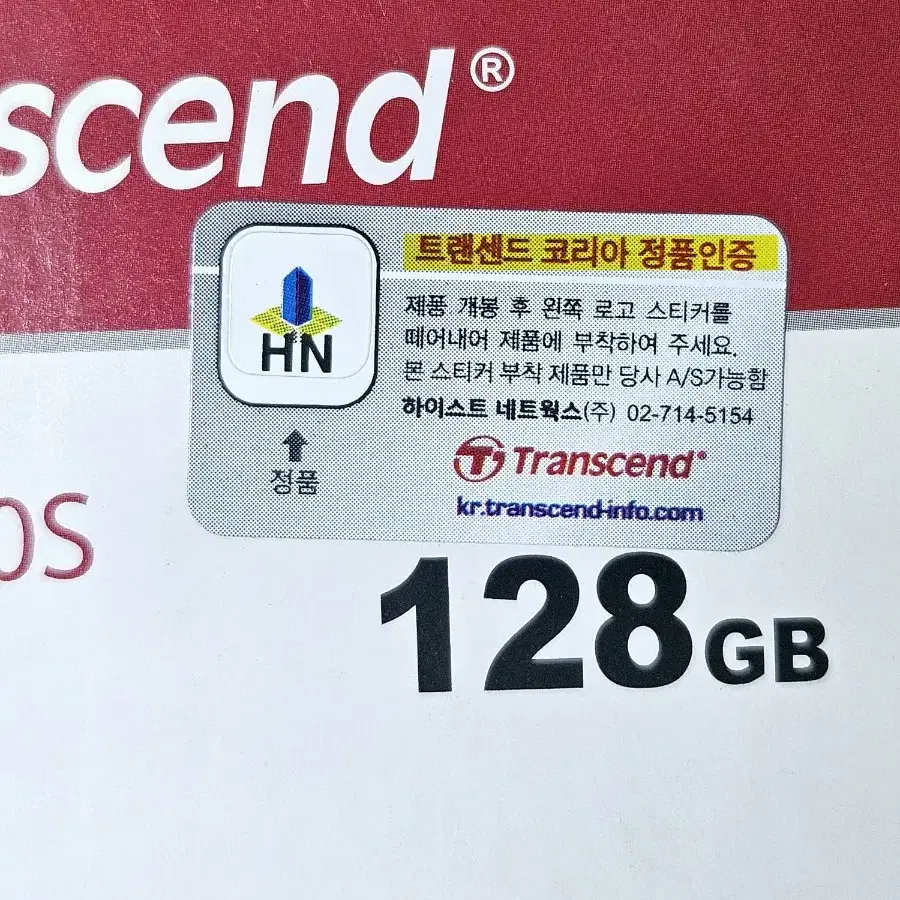 scend®
트랜센드 코리아 정품인증
HN
제품 개봉 후 왼쪽 로고 스티커를
떼어내어 제품에 부착하여 주세요.
본 스티커 부착 제품만 당사 A/S가능함
하이스트 네트웍스(주) 02-714-5154
정품
Transcend®
kr.transcend-info.com
0S
128GB